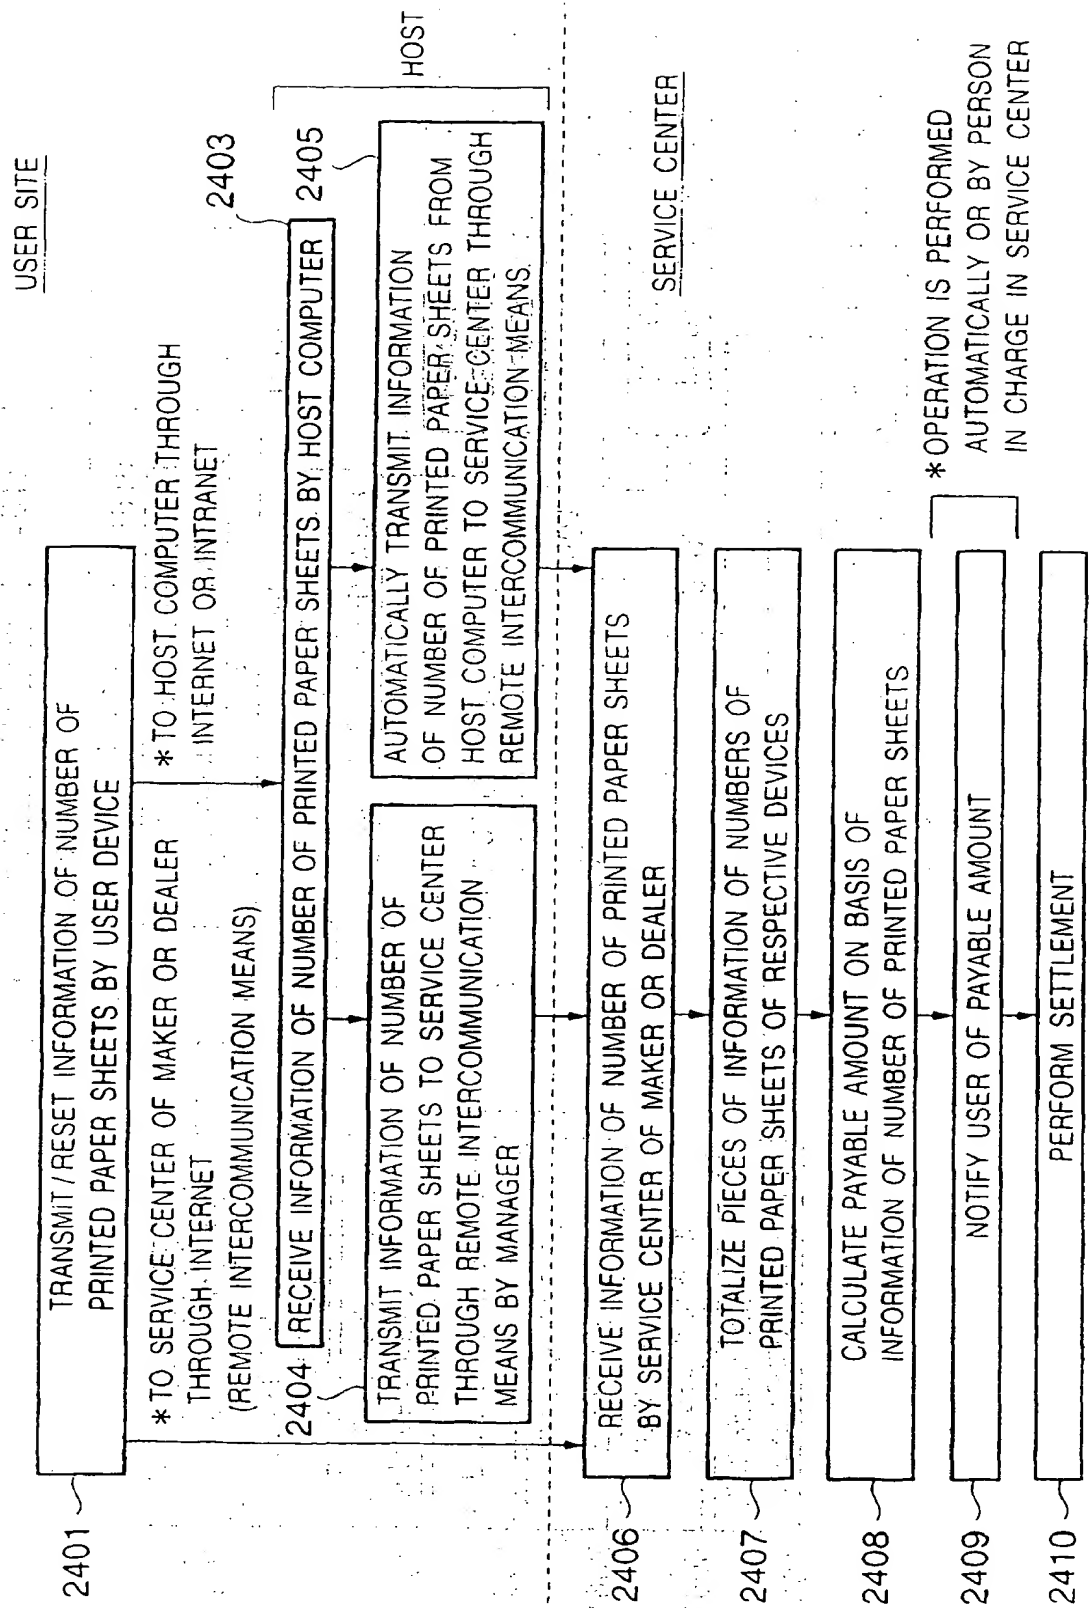 USER SITE
TRANSMIT/RESET INFORMATION OF NUMBER OF
PRINTED PAPER SHEETS BY USER DEVICE
2401
*TO SERVICE CENTER OF MAKER OR DEALER
THROUGH INTERNET
(REMOTE INTERCOMMUNICATION MEANS)
*TO HOST COMPUTER THROUGH
INTERNET OR INTRANET
2403
RECEIVE INFORMATION OF NUMBER OF PRINTED PAPER SHEETS BY HOST COMPUTER
2404
TRANSMIT INFORMATION OF NUMBER OF
PRINTED PAPER SHEETS TO SERVICE CENTER
THROUGH REMOTE INTERCOMMUNICATION
MEANS BY MANAGER
2405
AUTOMATICALLY TRANSMIT INFORMATION
OF NUMBER OF PRINTED PAPER SHEETS FROM
HOST COMPUTER TO SERVICE CENTER THROUGH
REMOTE INTERCOMMUNICATION MEANS.
HOST
SERVICE CENTER
2406
RECEIVE INFORMATION OF NUMBER OF PRINTED PAPER SHEETS
BY SERVICE CENTER OF MAKER OR DEALER
2407
TOTALIZE PIECES OF INFORMATION OF NUMBERS OF
PRINTED PAPER SHEETS OF RESPECTIVE DEVICES
2408
CALCULATE PAYABLE AMOUNT ON BASIS OF
INFORMATION OF NUMBER OF PRINTED PAPER SHEETS
2409
NOTIFY USER OF PAYABLE AMOUNT
*OPERATION IS PERFORMED
AUTOMATICALLY OR BY PERSON
IN CHARGE IN SERVICE CENTER
2410
PERFORM SETTLEMENT